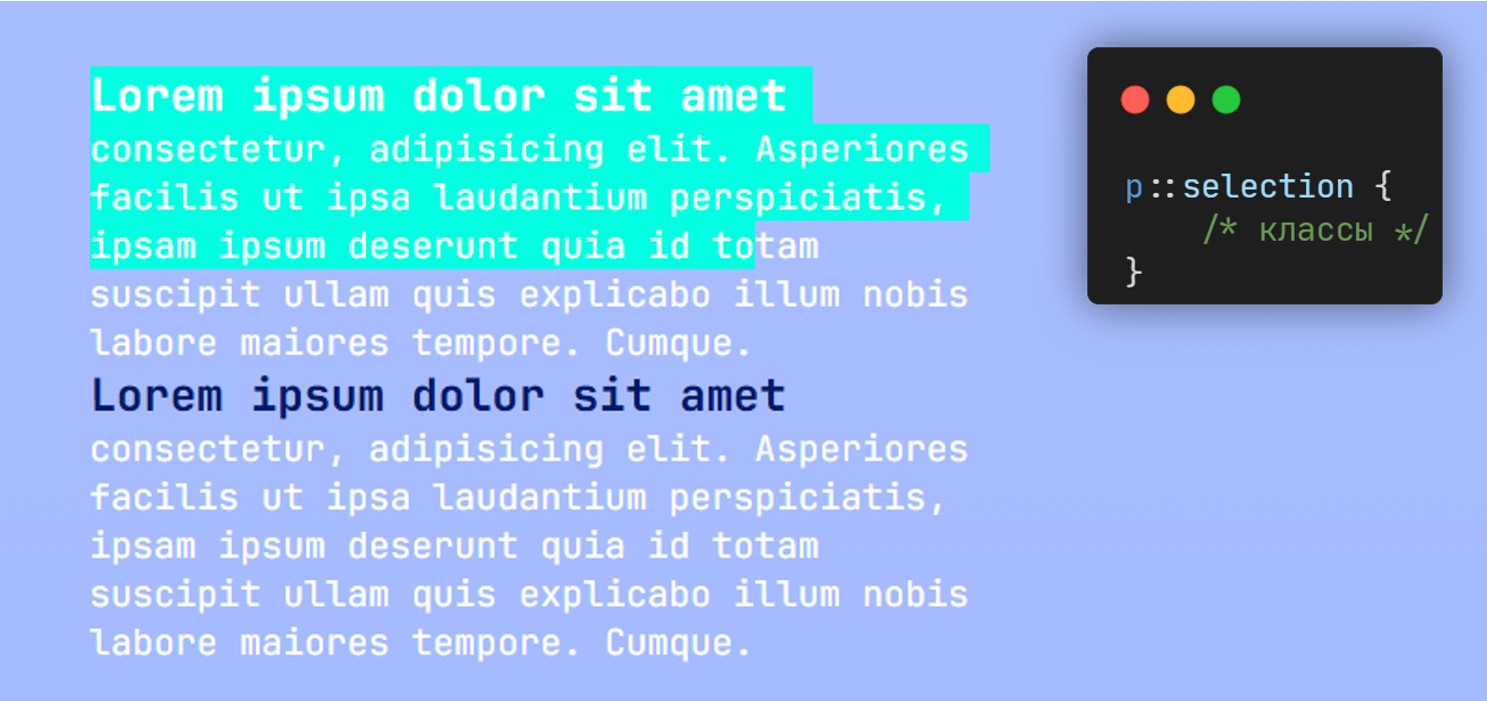 Lorem ipsum dolor sit amet
consectetur, adipisicing elit. Asperiores
facilis ut ipsa laudantium perspiciatis,
ipsam ipsum deserunt quia id totam
suscipit ullam quis explicabo illum nobis
labore maiores tempore. Cumque.
Lorem ipsum dolor sit amet
consectetur, adipisicing elit. Asperiores
facilis ut ipsa laudantium perspiciatis,
ipsam ipsum deserunt quia id totam
suscipit ullam quis explicabo illum nobis
labore maiores tempore. Cumque.
p::selection {
/* классы */
}